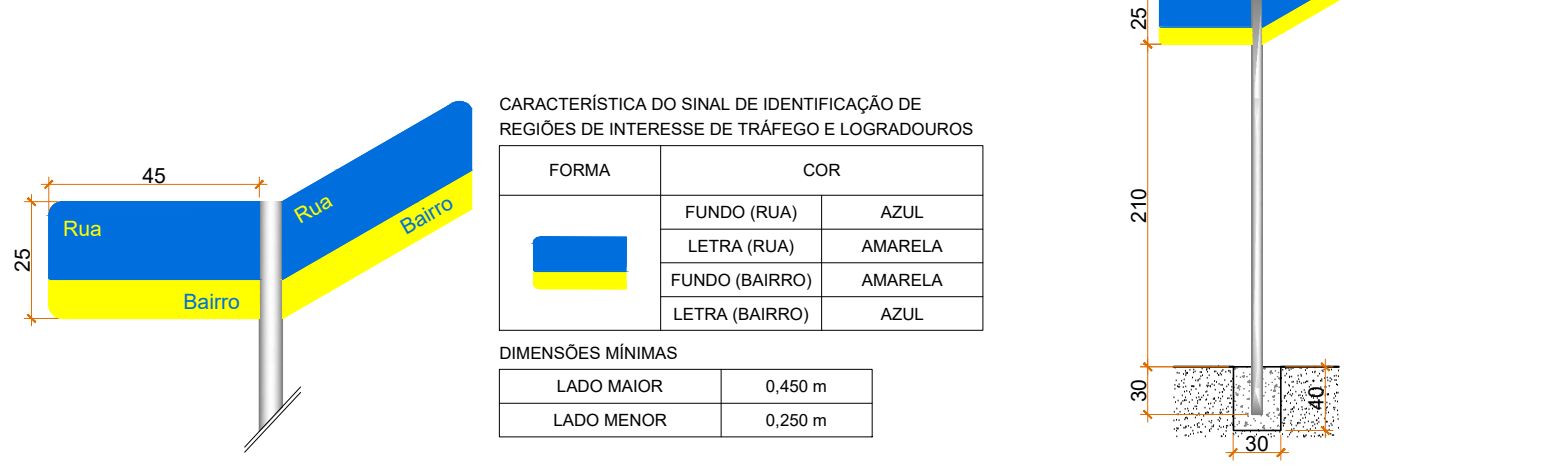 45
25
Rua
Bairro
Rua
Bairro
CARACTERÍSTICA DO SINAL DE IDENTIFICAÇÃO DE
REGIÕES DE INTERESSE DE TRÁFEGO E LOGRADOUROS
FORMA COR
FUNDO (RUA) AZUL
LETRA (RUA) AMARELA
FUNDO (BAIRRO) AMARELA
LETRA (BAIRRO) AZUL
DIMENSÕES MÍNIMAS
LADO MAIOR 0,450 m
LADO MENOR 0,250 m
25
210
30
40
30